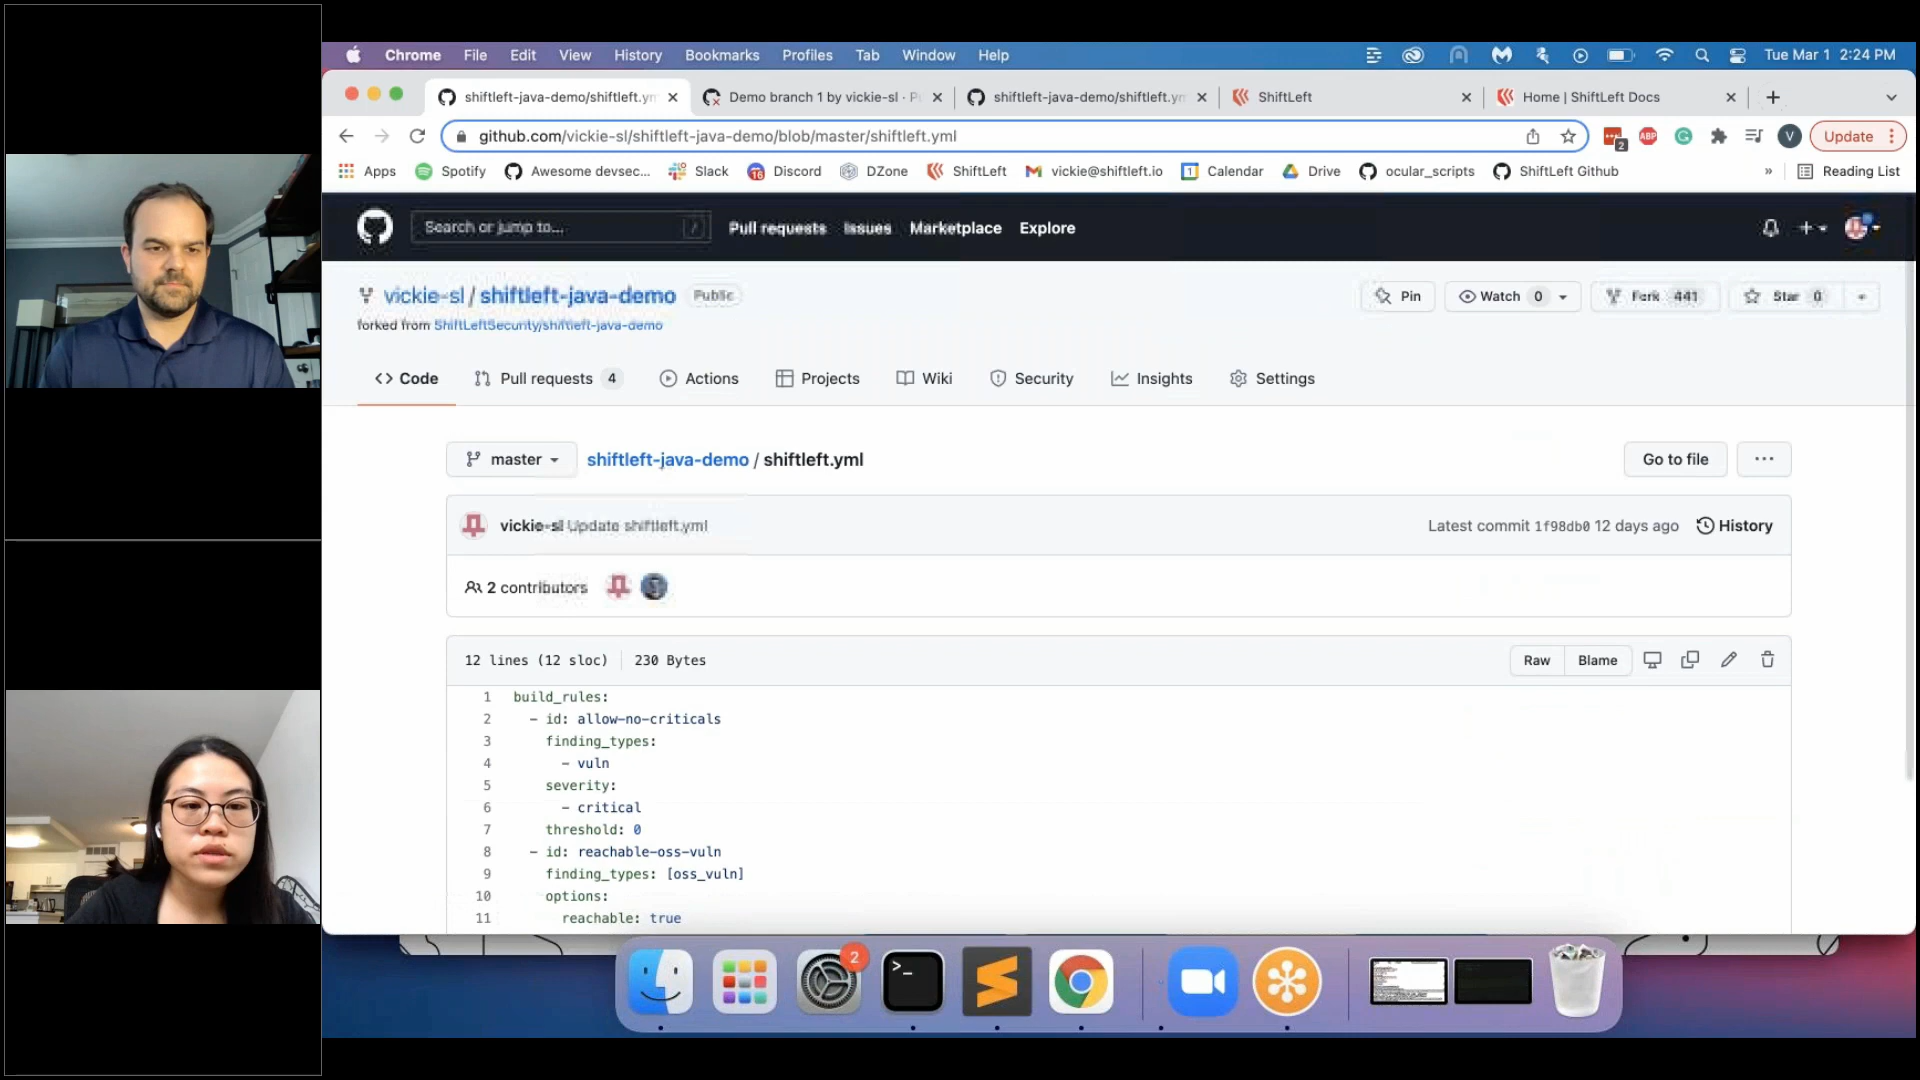 Chrome File Edit View History Bookmarks Profiles Tab Window Help Tue Mar 1 2:24 PM
shiftleft-java-demo/shiftleft.ym Demo branch 1 by vickie-sl · P shiftleft-java-demo/shiftleft.ym ShiftLeft Home | ShiftLeft Docs
github.com/vickie-sl/shiftleft-java-demo/blob/master/shiftleft.yml 2 ABP V Update
Apps Spotify Awesome devsec... Slack 16 Discord DZone ShiftLeft vickie@shiftleft.io 1 Calendar Drive ocular_scripts ShiftLeft Github » Reading List
Search or jump to... / Pull requests Issues Marketplace Explore
vickie-sl / shiftleft-java-demo Public Pin Watch 0 Fork 441 Star 0
forked from ShiftLeftSecurity/shiftleft-java-demo
Code Pull requests 4 Actions Projects Wiki Security Insights Settings
master shiftleft-java-demo / shiftleft.yml Go to file ...
vickie-sl Update shiftleft.yml Latest commit 1f98db0 12 days ago History
2 contributors
12 lines (12 sloc) 230 Bytes Raw Blame
1 build_rules:
2 - id: allow-no-criticals
3 finding_types:
4 - vuln
5 severity:
6 - critical
7 threshold: 0
8 - id: reachable-oss-vuln
9 finding_types: [oss_vuln]
10 options:
11 reachable: true
2
>_